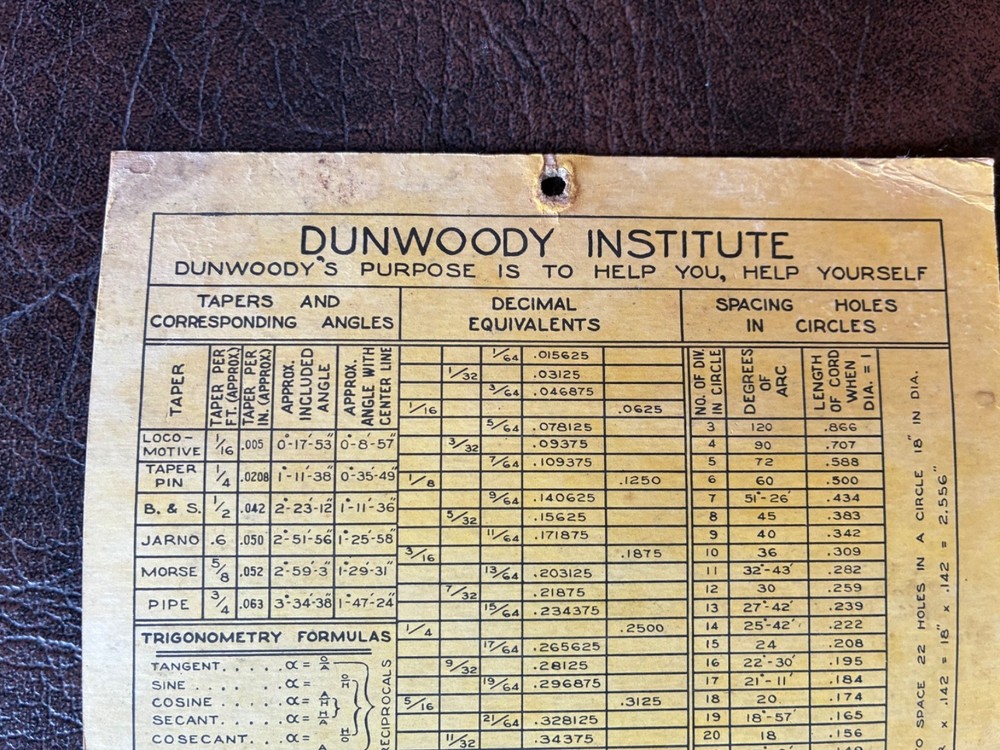 DUNWOODY INSTITUTE
DUNWOODY'S PURPOSE IS TO HELP YOU, HELP YOURSELF
TAPERS AND
CORRESPONDING ANGLES
TAPER
TAPER PER
FT. (APPROX.)
TAPER PER
IN. (APPROX.)
APPROX.
INCLUDED
ANGLE
APPROX.
ANGLE WITH
CENTER LINE
LOCO-
MOTIVE 1/16 .005 0°-17'-53" 0°-8'-57"
TAPER
PIN 1/4 .0208 1°-11'-38" 0°-35'-49"
B. & S. 1/2 .042 2°-23'-12" 1°-11'-36"
JARNO .6 .050 2°-51'-56" 1°-25'-58"
MORSE 5/8 .052 2°-59'-3" 1°-29'-31"
PIPE 3/4 .063 3°-34'-38" 1°-47'-24"
TRIGONOMETRY FORMULAS
TANGENT. . . . . α = O/A
SINE . . . . . α = O/H
COSINE . . . . α = A/H
SECANT. . . . . α = H/A
COSECANT. . . . α = H/O
RECIPROCALS
DECIMAL
EQUIVALENTS
1/64 .015625
1/32 .03125
3/64 .046875
1/16 .0625
5/64 .078125
3/32 .09375
7/64 .109375
1/8 .1250
9/64 .140625
5/32 .15625
11/64 .171875
3/16 .1875
13/64 .203125
7/32 .21875
15/64 .234375
1/4 .2500
17/64 .265625
9/32 .28125
19/64 .296875
5/16 .3125
21/64 .328125
11/32 .34375
SPACING HOLES
IN CIRCLES
NO. OF DIV.
IN CIRCLE
DEGREES
OF
ARC
LENGTH
OF CORD
WHEN
DIA. = 1
3 120 .866
4 90 .707
5 72 .588
6 60 .500
7 51°-26' .434
8 45 .383
9 40 .342
10 36 .309
11 32°-43' .282
12 30 .259
13 27°-42' .239
14 25°-42' .222
15 24 .208
16 22°-30' .195
17 21°-11' .184
18 20 .174
19 18°-57' .165
20 18 .156
SPACE 22 HOLES IN A CIRCLE 18" IN DIA.
x .142 = 18" x .142 = 2.556"